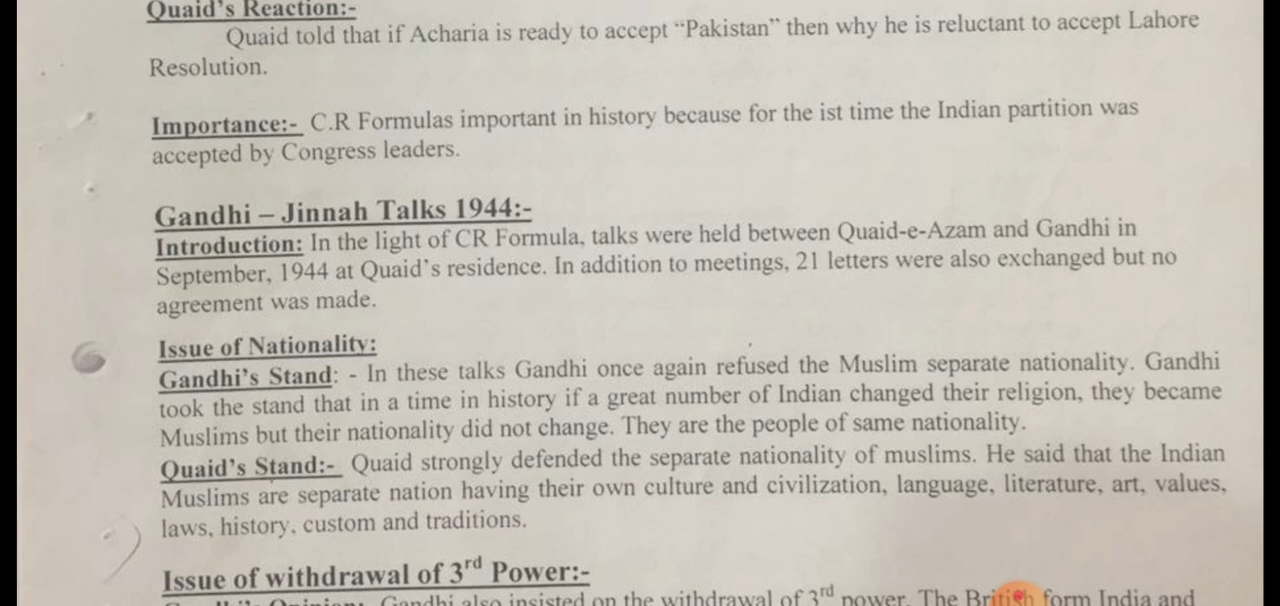 Quaid's Reaction:-
Quaid told that if Acharia is ready to accept “Pakistan” then why he is reluctant to accept Lahore
Resolution.
Importance:- C.R Formulas important in history because for the ist time the Indian partition was
accepted by Congress leaders.
Gandhi – Jinnah Talks 1944:-
Introduction: In the light of CR Formula, talks were held between Quaid-e-Azam and Gandhi in
September, 1944 at Quaid's residence. In addition to meetings, 21 letters were also exchanged but no
agreement was made.
Issue of Nationality:
Gandhi's Stand: - In these talks Gandhi once again refused the Muslim separate nationality. Gandhi
took the stand that in a time in history if a great number of Indian changed their religion, they became
Muslims but their nationality did not change. They are the people of same nationality.
Quaid's Stand:- Quaid strongly defended the separate nationality of muslims. He said that the Indian
Muslims are separate nation having their own culture and civilization, language, literature, art, values,
laws, history, custom and traditions.
Issue of withdrawal of 3rd Power:-
Gandhi also insisted on the withdrawal of 3rd power. The British form India and